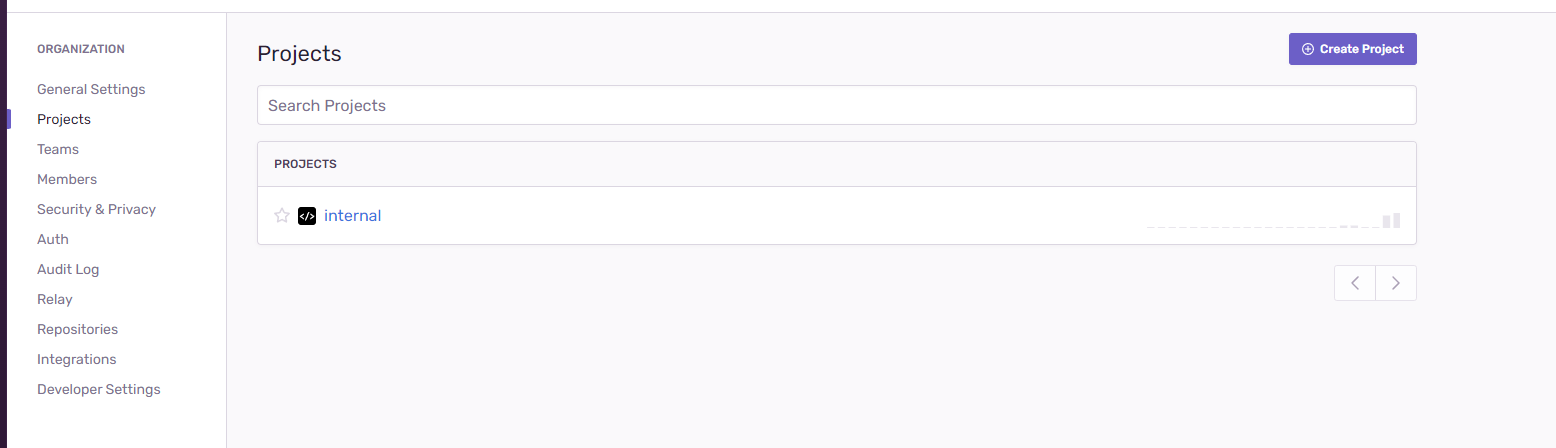 ORGANIZATION
General Settings
Projects
Teams
Members
Security & Privacy
Auth
Audit Log
Relay
Repositories
Integrations
Developer Settings
Projects
Create Project
Search Projects
PROJECTS
internal